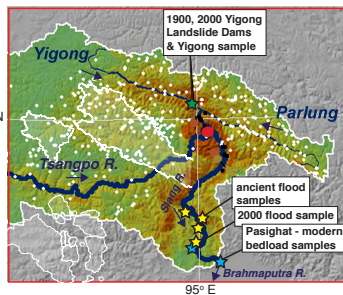 1900, 2000 Yigong
Landslide Dams
& Yigong sample
Yigong
Parlung
N
Tsangpo R.
Siang R.
ancient flood
samples
2000 flood sample
Pasighat - modern
bedload samples
Brahmaputra R.
95º E